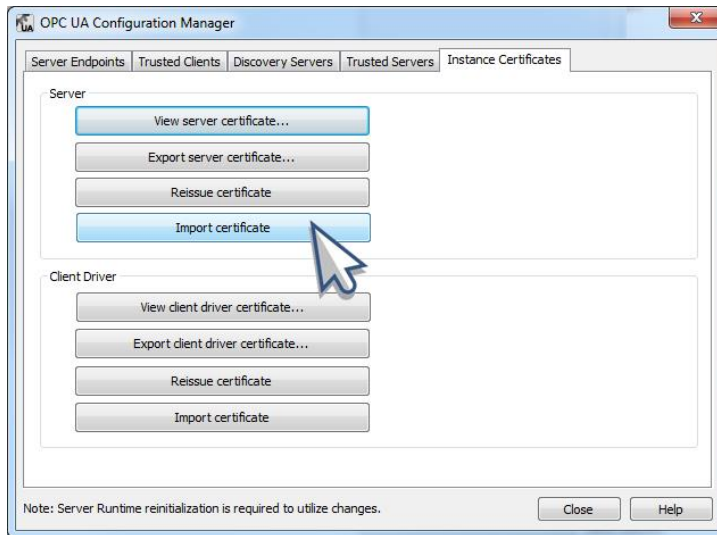 UA
OPC UA Configuration Manager
Server Endpoints Trusted Clients Discovery Servers Trusted Servers Instance Certificates
Server
View server certificate...
Export server certificate...
Reissue certificate
Import certificate
Client Driver
View client driver certificate...
Export client driver certificate...
Reissue certificate
Import certificate
Note: Server Runtime reinitialization is required to utilize changes.
Close Help